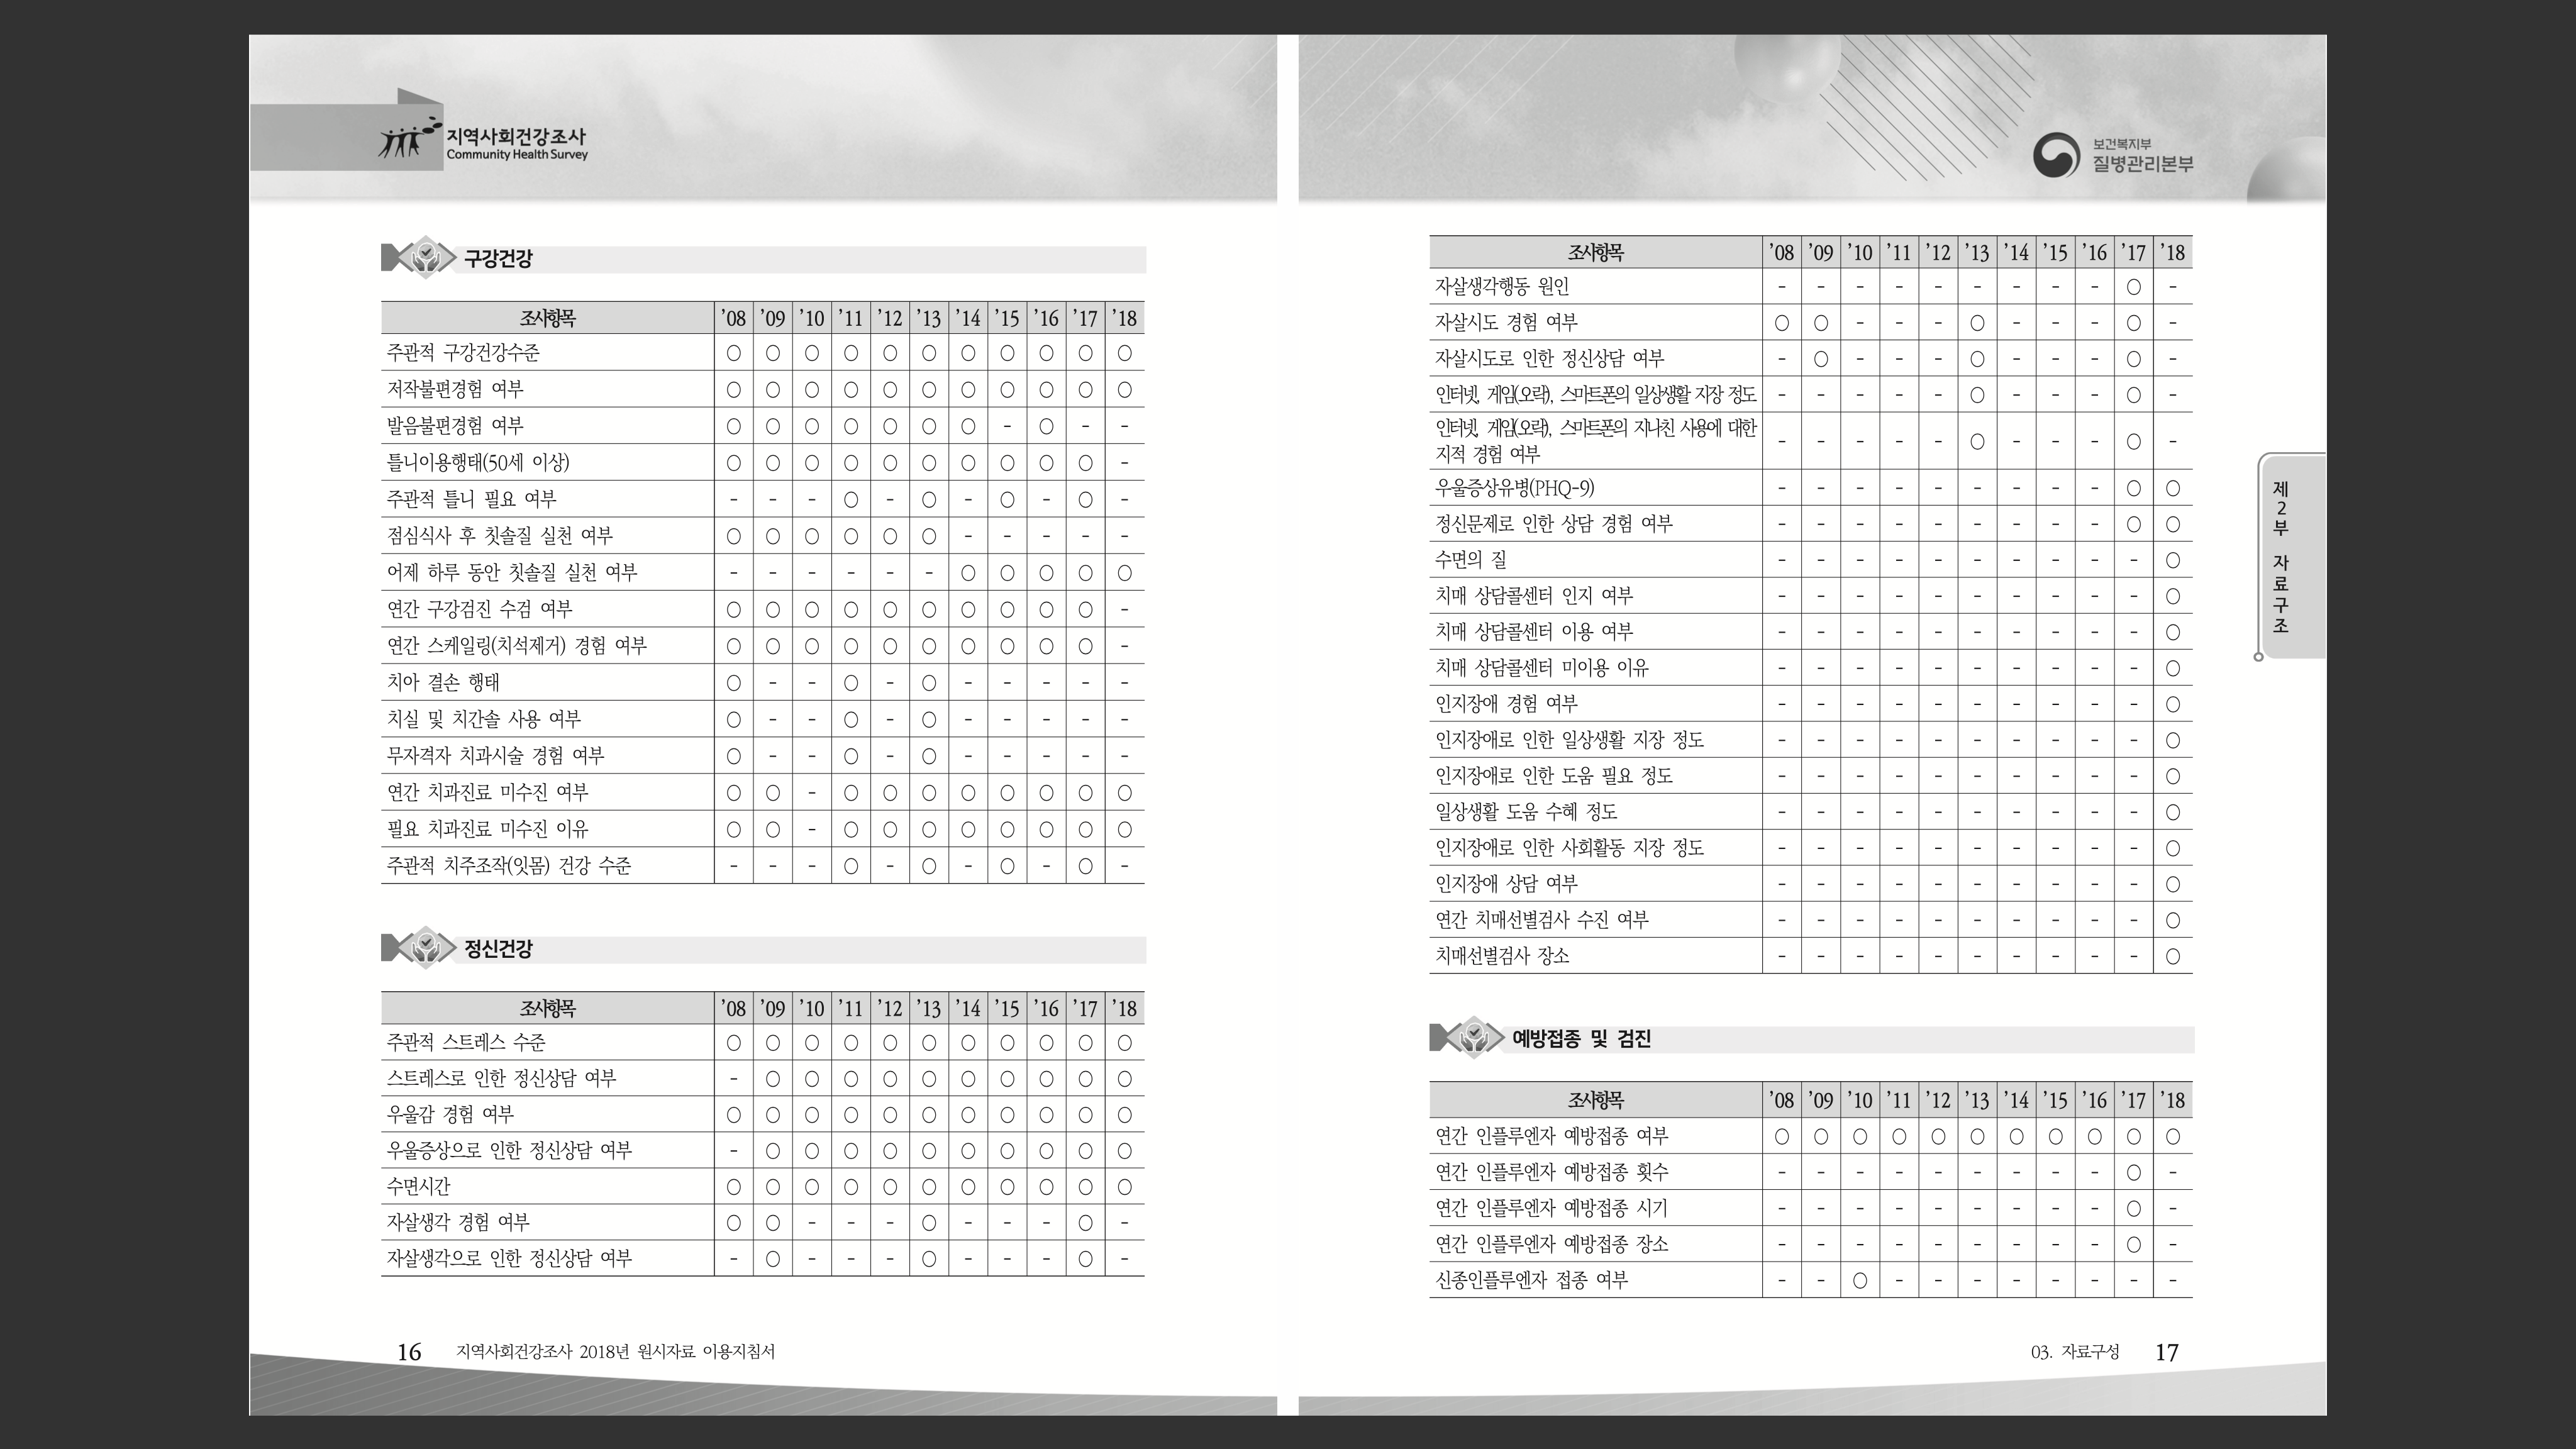 지역사회건강조사
Community Health Survey
구강건강
조사항목 ’08 ’09 ’10 ’11 ’12 ’13 ’14 ’15 ’16 ’17 ’18
주관적 구강건강수준 ○ ○ ○ ○ ○ ○ ○ ○ ○ ○ ○
저작불편경험 여부 ○ ○ ○ ○ ○ ○ ○ ○ ○ ○ ○
발음불편경험 여부 ○ ○ ○ ○ ○ ○ ○ - ○ - -
틀니이용행태(50세 이상) ○ ○ ○ ○ ○ ○ ○ ○ ○ ○ -
주관적 틀니 필요 여부 - - - ○ - ○ - ○ - ○ -
점심식사 후 칫솔질 실천 여부 ○ ○ ○ ○ ○ ○ - - - - -
어제 하루 동안 칫솔질 실천 여부 - - - - - - ○ ○ ○ ○ ○
연간 구강검진 수검 여부 ○ ○ ○ ○ ○ ○ ○ ○ ○ ○ -
연간 스케일링(치석제거) 경험 여부 ○ ○ ○ ○ ○ ○ ○ ○ ○ ○ -
치아 결손 행태 ○ - - ○ - ○ - - - - -
치실 및 치간솔 사용 여부 ○ - - ○ - ○ - - - - -
무자격자 치과시술 경험 여부 ○ - - ○ - ○ - - - - -
연간 치과진료 미수진 여부 ○ ○ - ○ ○ ○ ○ ○ ○ ○ ○
필요 치과진료 미수진 이유 ○ ○ - ○ ○ ○ ○ ○ ○ ○ ○
주관적 치주조작(잇몸) 건강 수준 - - - ○ - ○ - ○ - ○ -
정신건강
조사항목 ’08 ’09 ’10 ’11 ’12 ’13 ’14 ’15 ’16 ’17 ’18
주관적 스트레스 수준 ○ ○ ○ ○ ○ ○ ○ ○ ○ ○ ○
스트레스로 인한 정신상담 여부 - ○ ○ ○ ○ ○ ○ ○ ○ ○ ○
우울감 경험 여부 ○ ○ ○ ○ ○ ○ ○ ○ ○ ○ ○
우울증상으로 인한 정신상담 여부 - ○ ○ ○ ○ ○ ○ ○ ○ ○ ○
수면시간 ○ ○ ○ ○ ○ ○ ○ ○ ○ ○ ○
자살생각 경험 여부 ○ ○ - - - ○ - - - ○ -
자살생각으로 인한 정신상담 여부 - ○ - - - ○ - - - ○ -
16 지역사회건강조사 2018년 원시자료 이용지침서
보건복지부
질병관리본부
조사항목 ’08 ’09 ’10 ’11 ’12 ’13 ’14 ’15 ’16 ’17 ’18
자살생각행동 원인 - - - - - - - - - ○ -
자살시도 경험 여부 ○ ○ - - - ○ - - - ○ -
자살시도로 인한 정신상담 여부 - ○ - - - ○ - - - ○ -
인터넷, 게임(오락), 스마트폰의 일상생활 지장 정도 - - - - - ○ - - - ○ -
인터넷, 게임(오락), 스마트폰의 지나친 사용에 대한
지적 경험 여부 - - - - - ○ - - - ○ -
우울증상유병(PHQ-9) - - - - - - - - - ○ ○
정신문제로 인한 상담 경험 여부 - - - - - - - - - ○ ○
수면의 질 - - - - - - - - - - ○
치매 상담콜센터 인지 여부 - - - - - - - - - - ○
치매 상담콜센터 이용 여부 - - - - - - - - - - ○
치매 상담콜센터 미이용 이유 - - - - - - - - - - ○
인지장애 경험 여부 - - - - - - - - - - ○
인지장애로 인한 일상생활 지장 정도 - - - - - - - - - - ○
인지장애로 인한 도움 필요 정도 - - - - - - - - - - ○
일상생활 도움 수혜 정도 - - - - - - - - - - ○
인지장애로 인한 사회활동 지장 정도 - - - - - - - - - - ○
인지장애 상담 여부 - - - - - - - - - - ○
연간 치매선별검사 수진 여부 - - - - - - - - - - ○
치매선별검사 장소 - - - - - - - - - - ○
예방접종 및 검진
조사항목 ’08 ’09 ’10 ’11 ’12 ’13 ’14 ’15 ’16 ’17 ’18
연간 인플루엔자 예방접종 여부 ○ ○ ○ ○ ○ ○ ○ ○ ○ ○ ○
연간 인플루엔자 예방접종 횟수 - - - - - - - - - ○ -
연간 인플루엔자 예방접종 시기 - - - - - - - - - ○ -
연간 인플루엔자 예방접종 장소 - - - - - - - - - ○ -
신종인플루엔자 접종 여부 - - ○ - - - - - - - -
제2부 자료구조
03. 자료구성 17